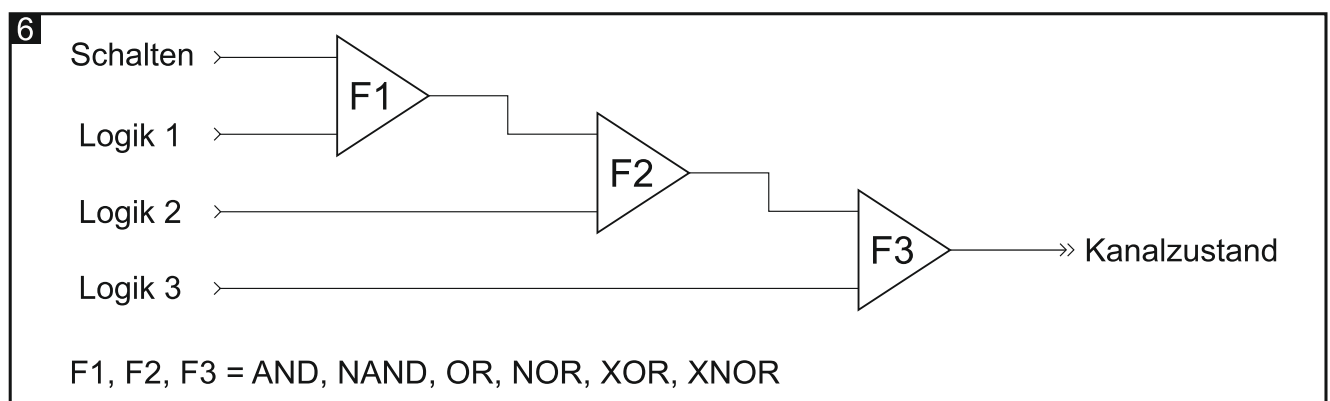 6
Schalten
F1
Logik 1
F2
Logik 2
F3
Kanalzustand
Logik 3
F1, F2, F3 = AND, NAND, OR, NOR, XOR, XNOR